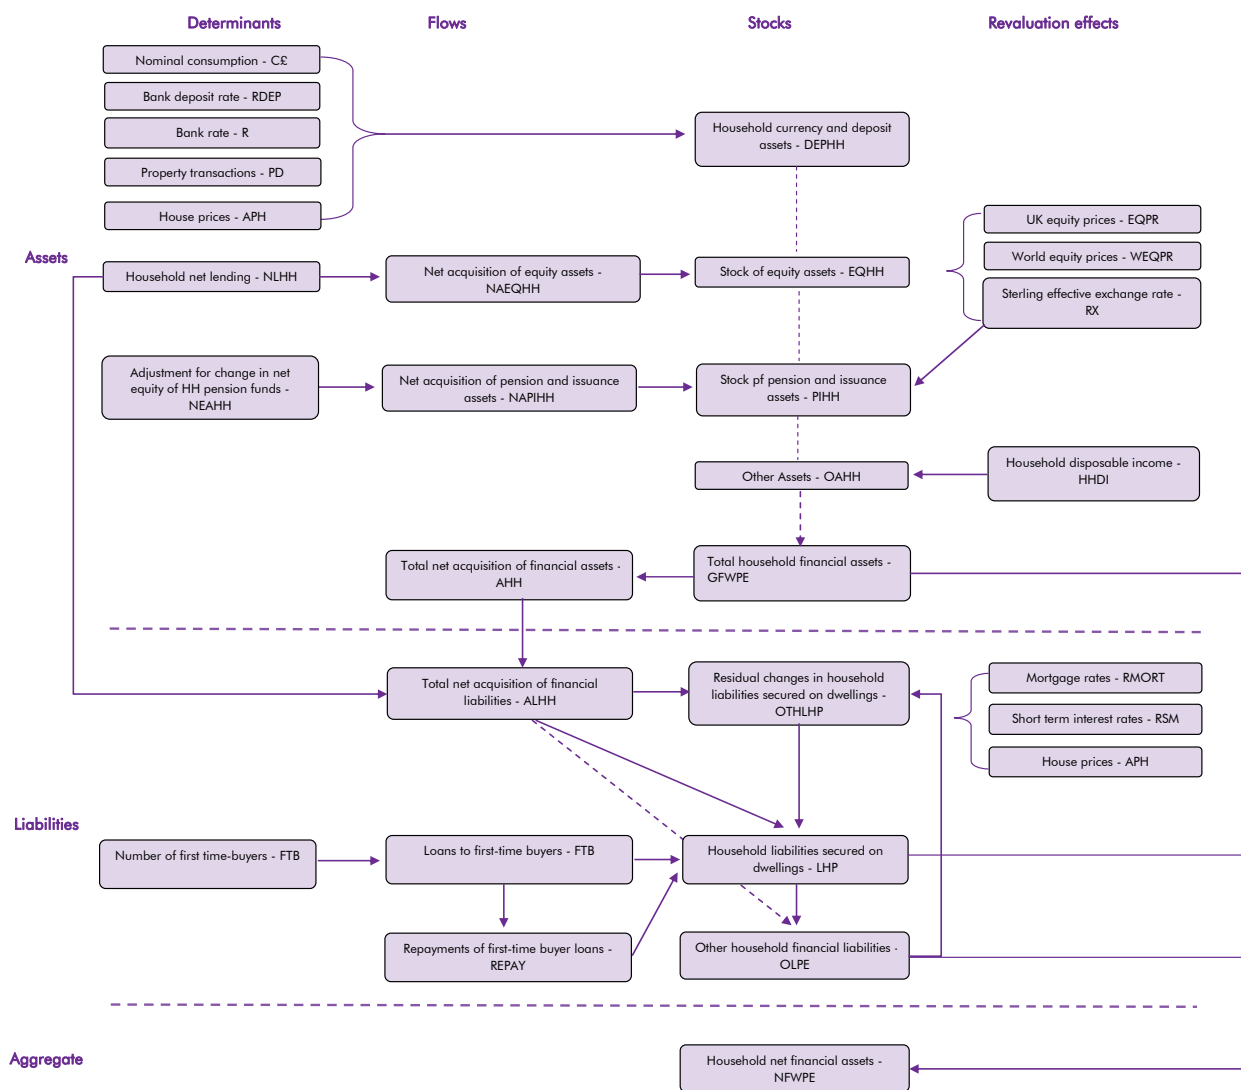 Determinants
Flows
Stocks
Revaluation effects
Nominal consumption - C£
Bank deposit rate - RDEP
Bank rate - R
Property transactions - PD
House prices - APH
Household currency and deposit
assets - DEPHH
UK equity prices - EQPR
World equity prices - WEQPR
Sterling effective exchange rate -
RX
Assets
Household net lending - NLHH
Net acquisition of equity assets -
NAEQHH
Stock of equity assets - EQHH
Adjustment for change in net
equity of HH pension funds -
NEAHH
Net acquisition of pension and issuance
assets - NAPIHH
Stock pf pension and issuance
assets - PIHH
Other Assets - OAHH
Household disposable income -
HHDI
Total net acquisition of financial assets -
AHH
Total household financial assets -
GFWPE
Total net acquisition of financial
liabilities - ALHH
Residual changes in household
liabilities secured on dwellings -
OTHLHP
Mortgage rates - RMORT
Short term interest rates - RSM
House prices - APH
Liabilities
Number of first time-buyers - FTB
Loans to first-time buyers - FTB
Household liabilities secured on
dwellings - LHP
Repayments of first-time buyer loans -
REPAY
Other household financial liabilities -
OLPE
Aggregate
Household net financial assets -
NFWPE